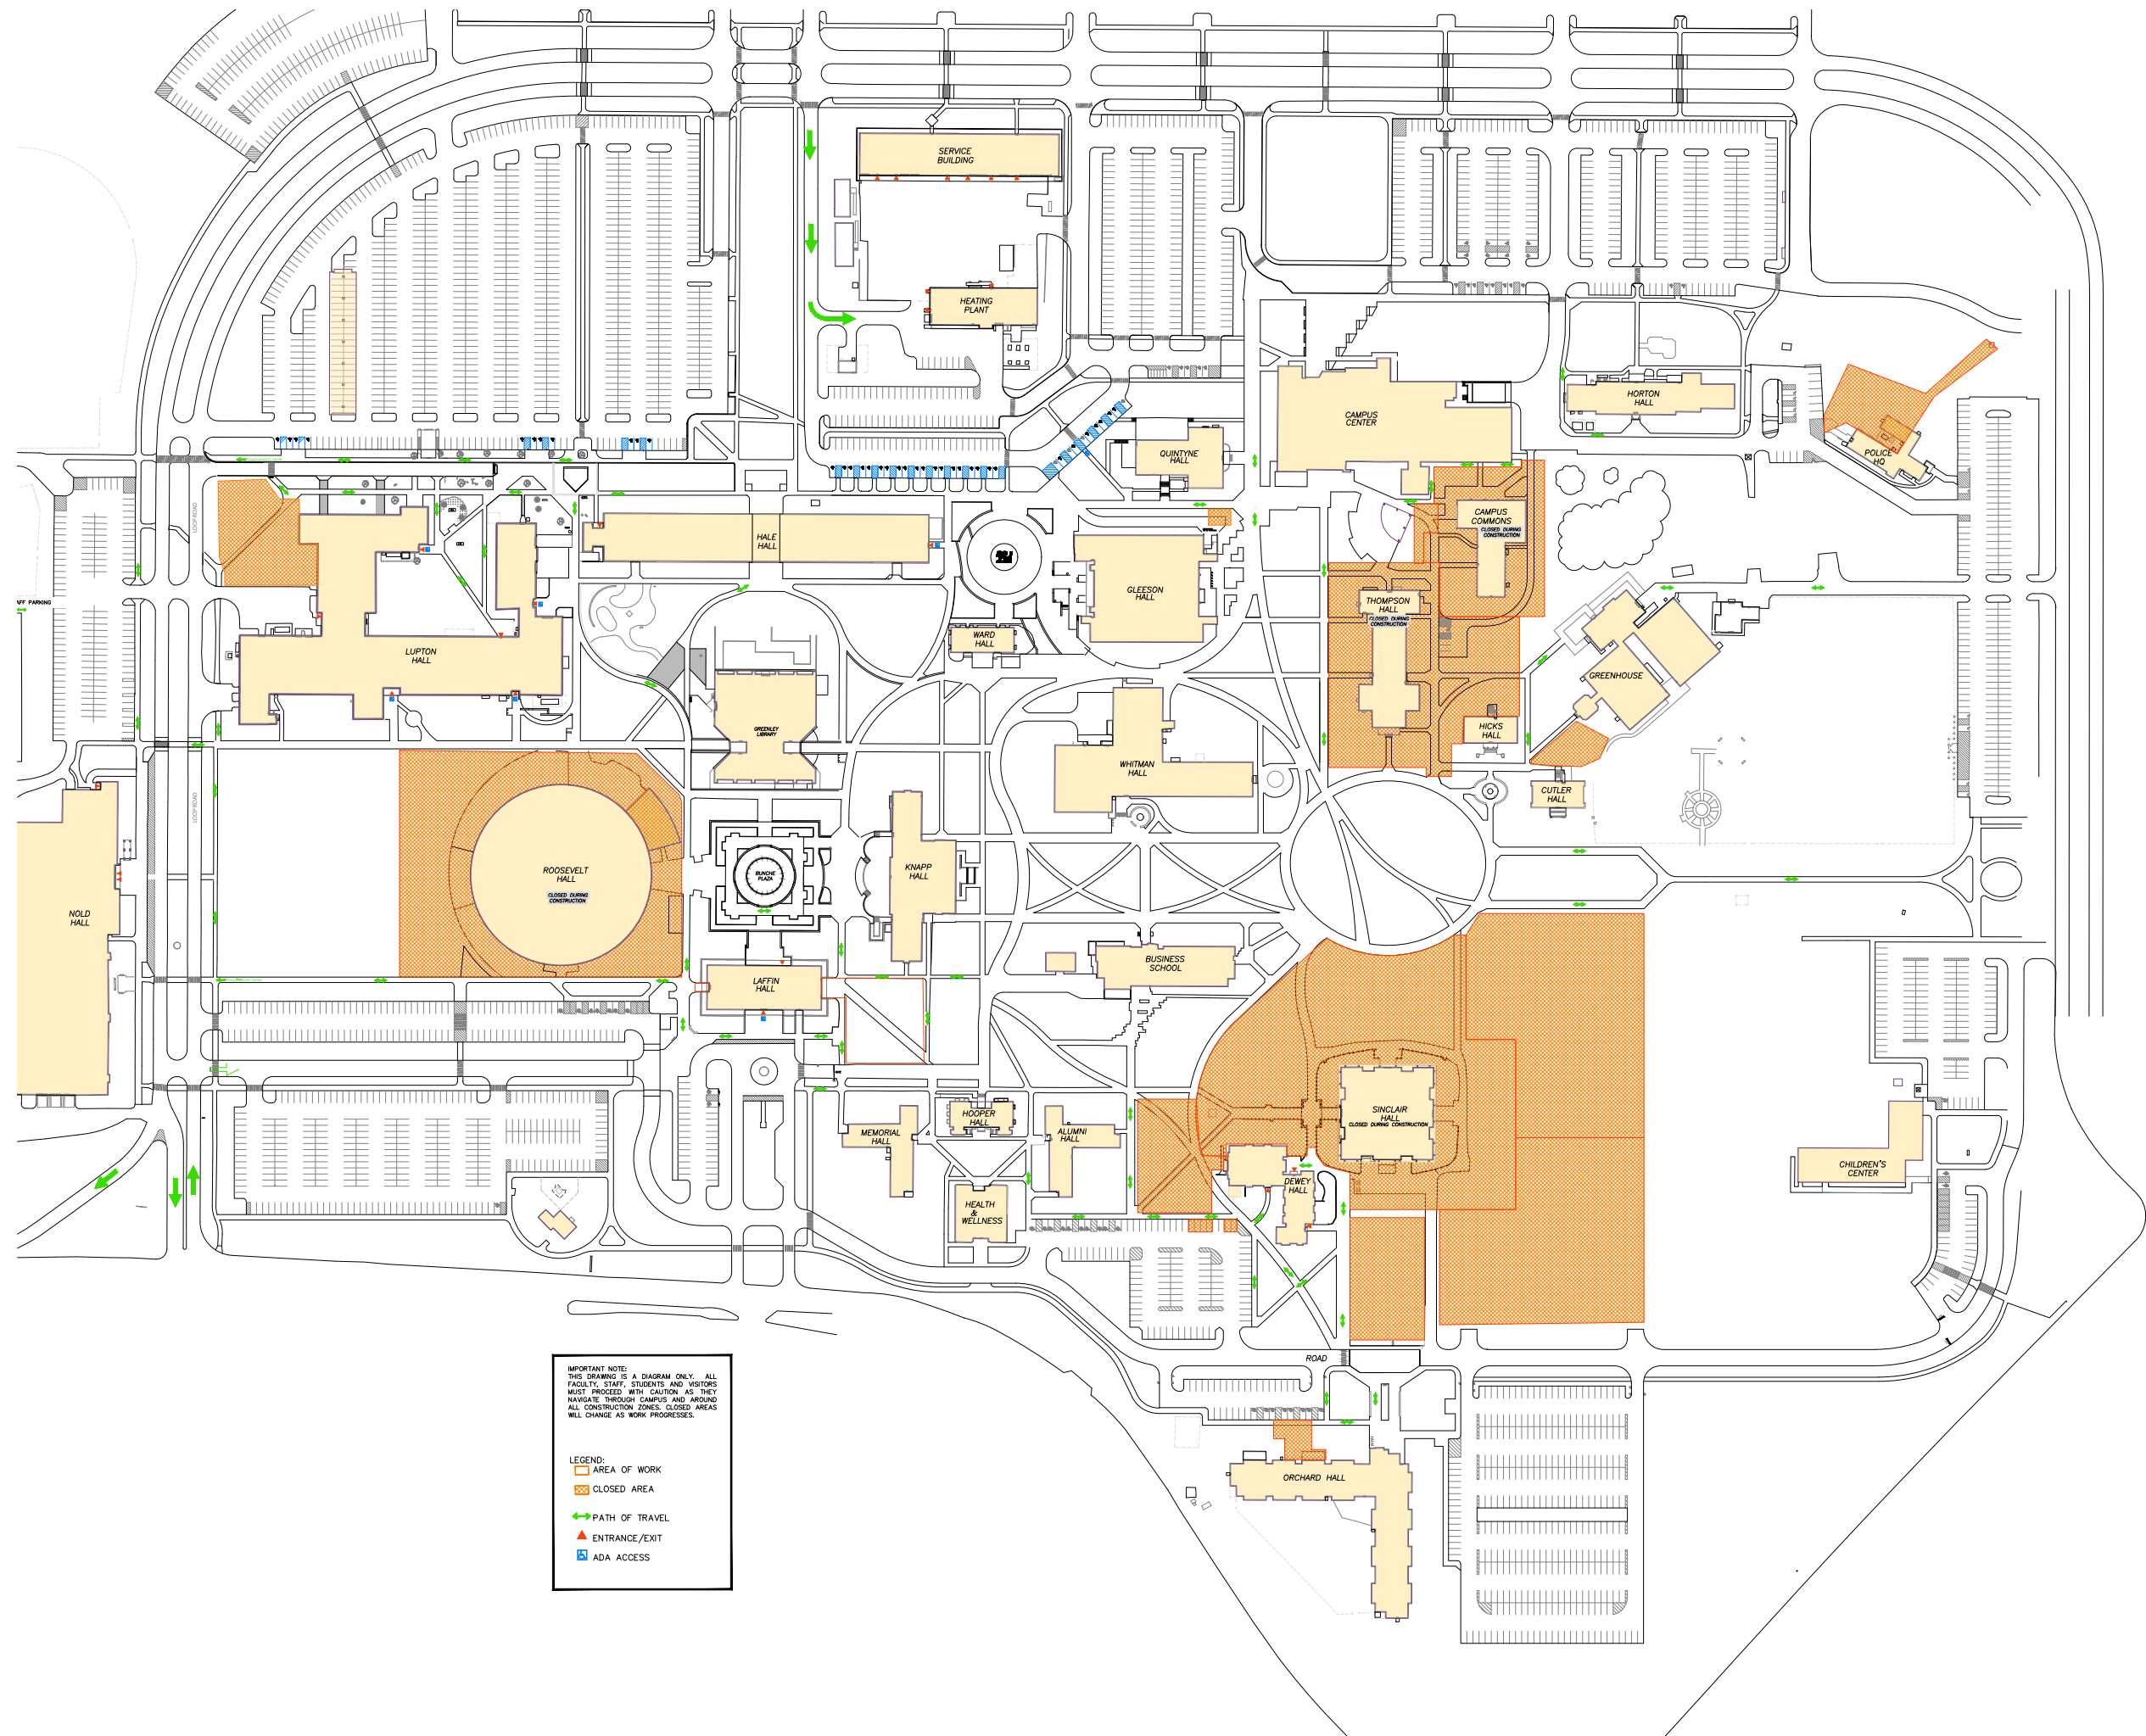 SERVICE
BUILDING
HEATING
PLANT
CAMPUS
CENTER
HORTON
HALL
POLICE
HQ
QUINTYNE
HALL
CAMPUS
COMMONS
CLOSED DURING
CONSTRUCTION
HALE
HALL
LOOP ROAD
GLEESON
HALL
THOMPSON
HALL
CLOSED DURING
CONSTRUCTION
AFF PARKING
WARD
HALL
LUPTON
HALL
GREENHOUSE
GREENLEY
LIBRARY
HICKS
HALL
WHITMAN
HALL
CUTLER
HALL
LOOP ROAD
ROOSEVELT
HALL
CLOSED DURING
CONSTRUCTION
BUNCHE
PLAZA
KNAPP
HALL
NOLD
HALL
BUSINESS
SCHOOL
LAFFIN
HALL
SINCLAIR
HALL
CLOSED DURING CONSTRUCTION
HOOPER
HALL
MEMORIAL
HALL
ALUMNI
HALL
CHILDREN'S
CENTER
DEWEY
HALL
HEALTH
&
WELLNESS
ROAD
ORCHARD HALL
IMPORTANT NOTE:
THIS DRAWING IS A DIAGRAM ONLY. ALL
FACULTY, STAFF, STUDENTS AND VISITORS
MUST PROCEED WITH CAUTION AS THEY
NAVIGATE THROUGH CAMPUS AND AROUND
ALL CONSTRUCTION ZONES. CLOSED AREAS
WILL CHANGE AS WORK PROGRESSES.
LEGEND:
AREA OF WORK
CLOSED AREA
PATH OF TRAVEL
ENTRANCE/EXIT
ADA ACCESS